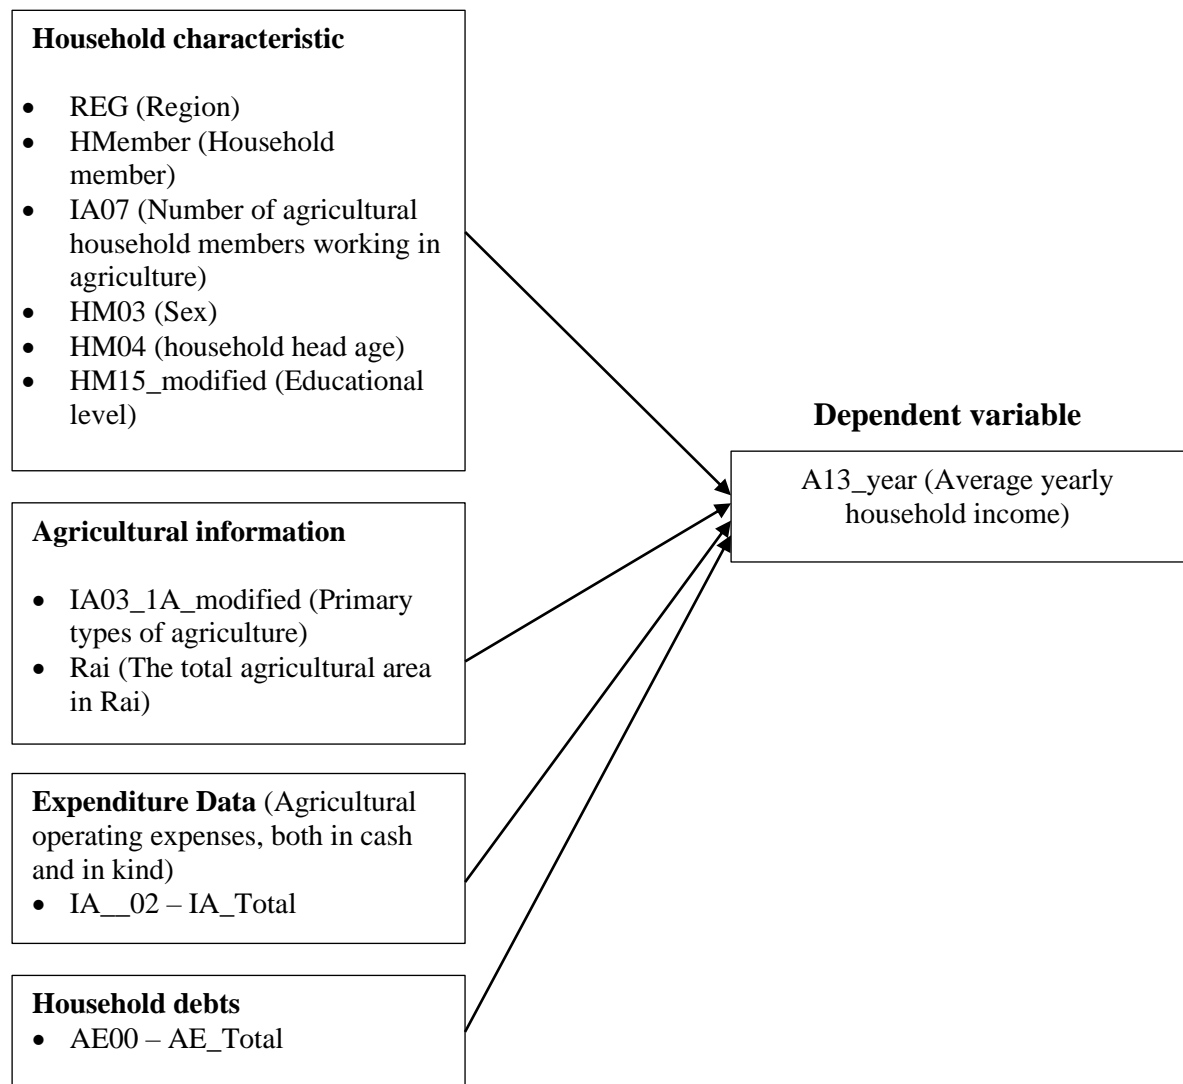 Household characteristic
• REG (Region)
• HMember (Household
member)
• IA07 (Number of agricultural
household members working in
agriculture)
• HM03 (Sex)
• HM04 (household head age)
• HM15_modified (Educational
level)
Agricultural information
• IA03_1A_modified (Primary
types of agriculture)
• Rai (The total agricultural area
in Rai)
Expenditure Data (Agricultural
operating expenses, both in cash
and in kind)
• IA__02 – IA_Total
Household debts
• AE00 – AE_Total
Dependent variable
A13_year (Average yearly
household income)